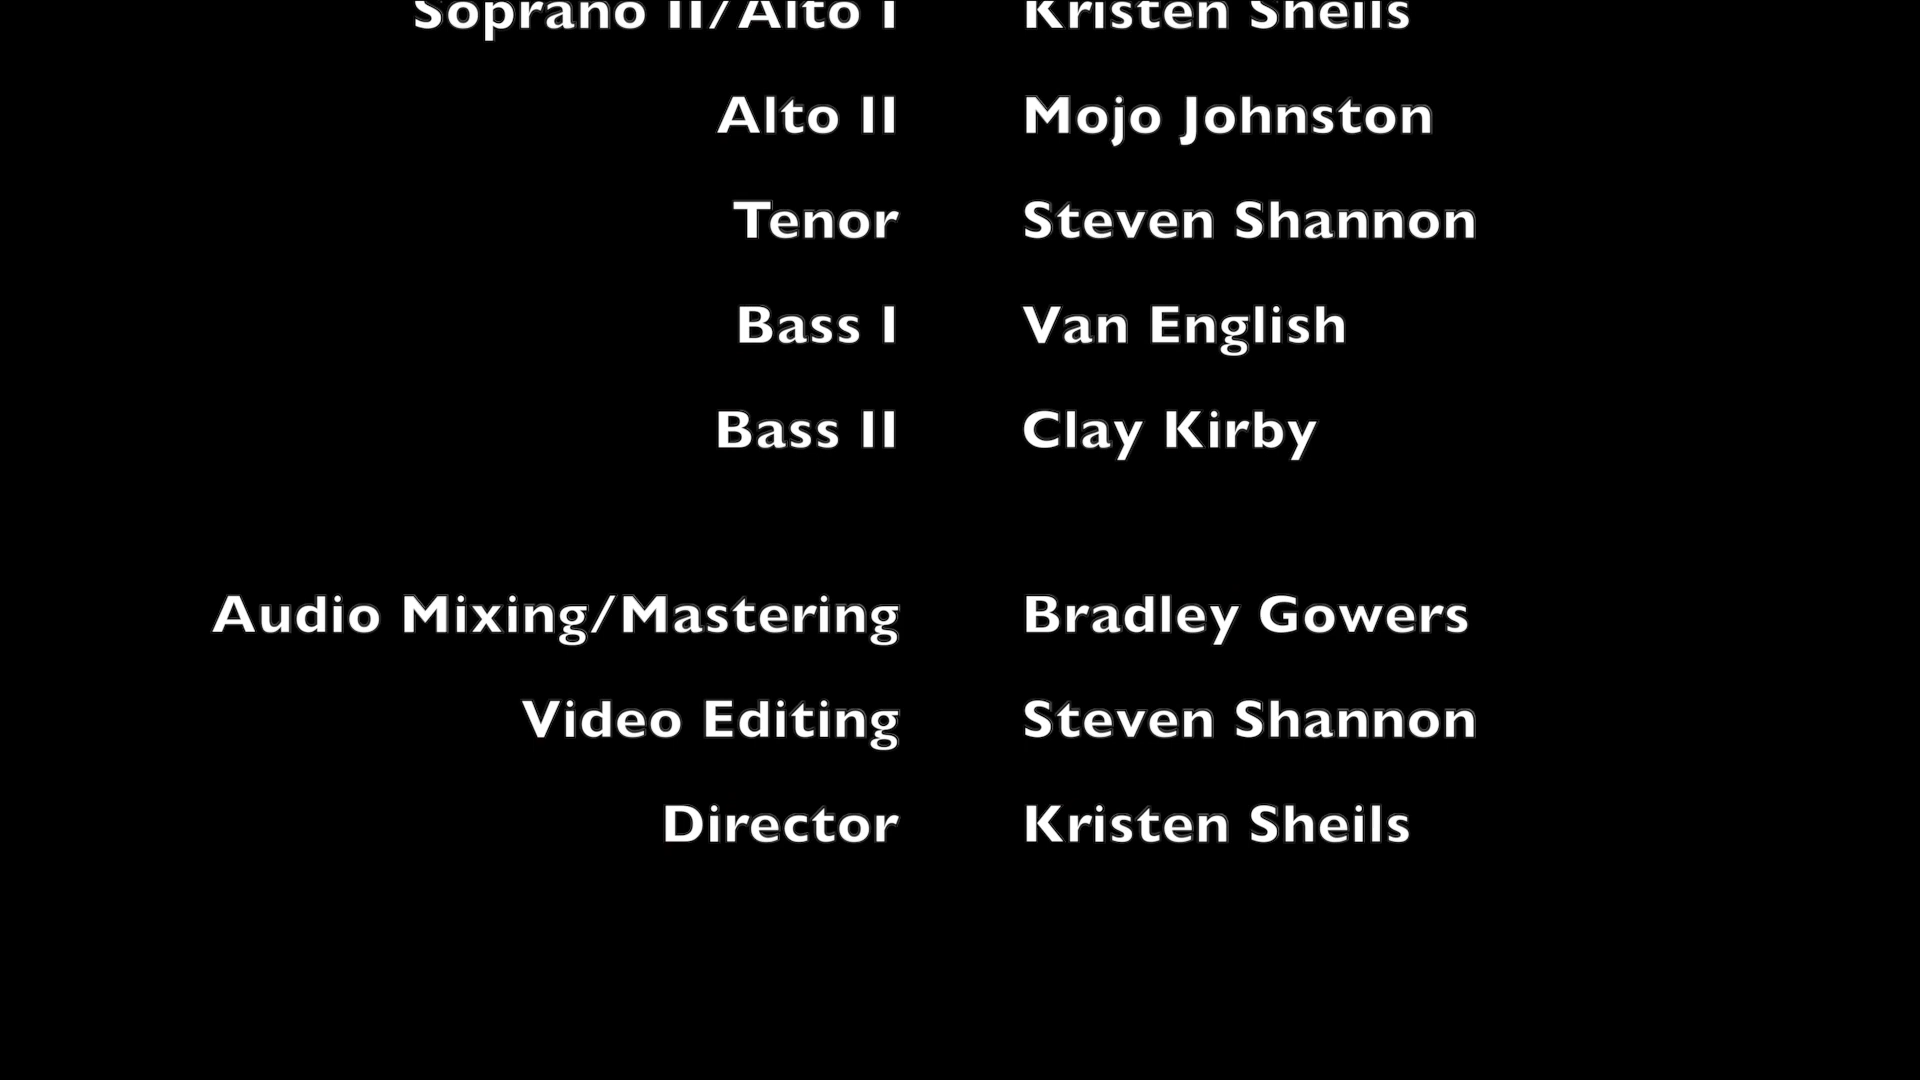 Soprano II/Alto I Kristen Sheils
Alto II Mojo Johnston
Tenor Steven Shannon
Bass I Van English
Bass II Clay Kirby
Audio Mixing/Mastering Bradley Gowers
Video Editing Steven Shannon
Director Kristen Sheils